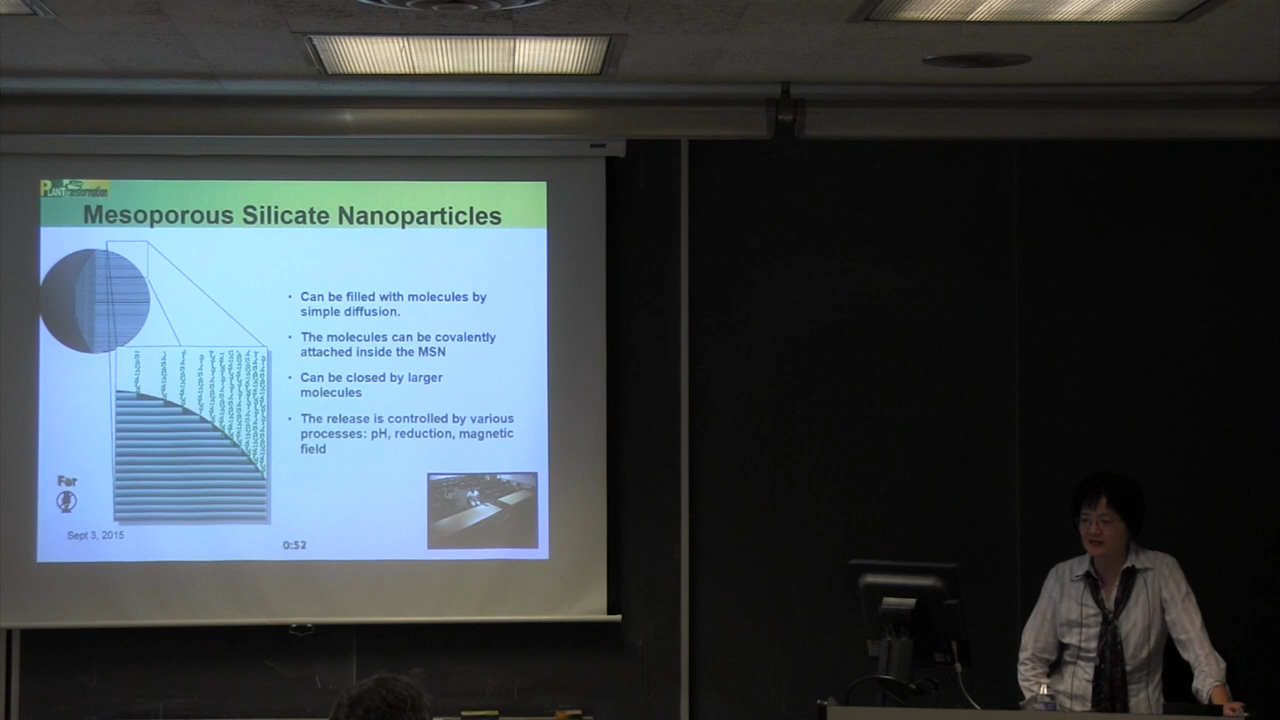 PLANT Transformation
Mesoporous Silicate Nanoparticles
• Can be filled with molecules by
simple diffusion.
• The molecules can be covalently
attached inside the MSN
• Can be closed by larger
molecules
• The release is controlled by various
processes: pH, reduction, magnetic
field
Far
Sept 3, 2015
0:52